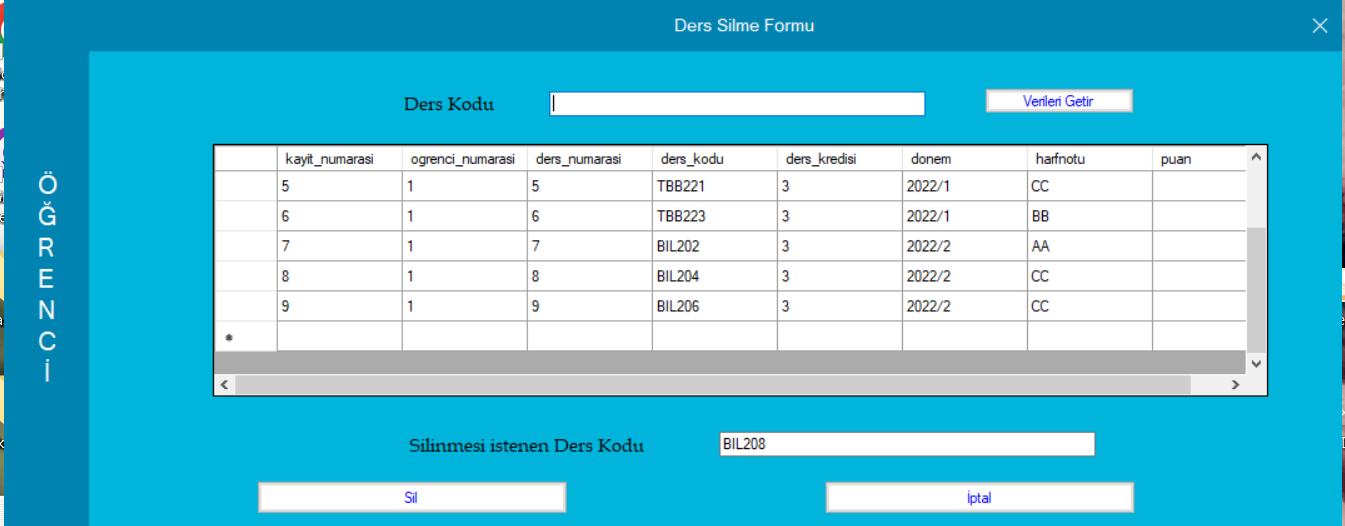 Ders Silme Formu
Ders Kodu
Verileri Getir
kayit_numarasi ogrenci_numarasi ders_numarasi ders_kodu ders_kredisi donem harfnotu puan
5 1 5 TBB221 3 2022/1 CC
6 1 6 TBB223 3 2022/1 BB
7 1 7 BIL202 3 2022/2 AA
8 1 8 BIL204 3 2022/2 CC
9 1 9 BIL206 3 2022/2 CC
Silinmesi istenen Ders Kodu BIL208
Sil İptal
ÖĞRENCİ